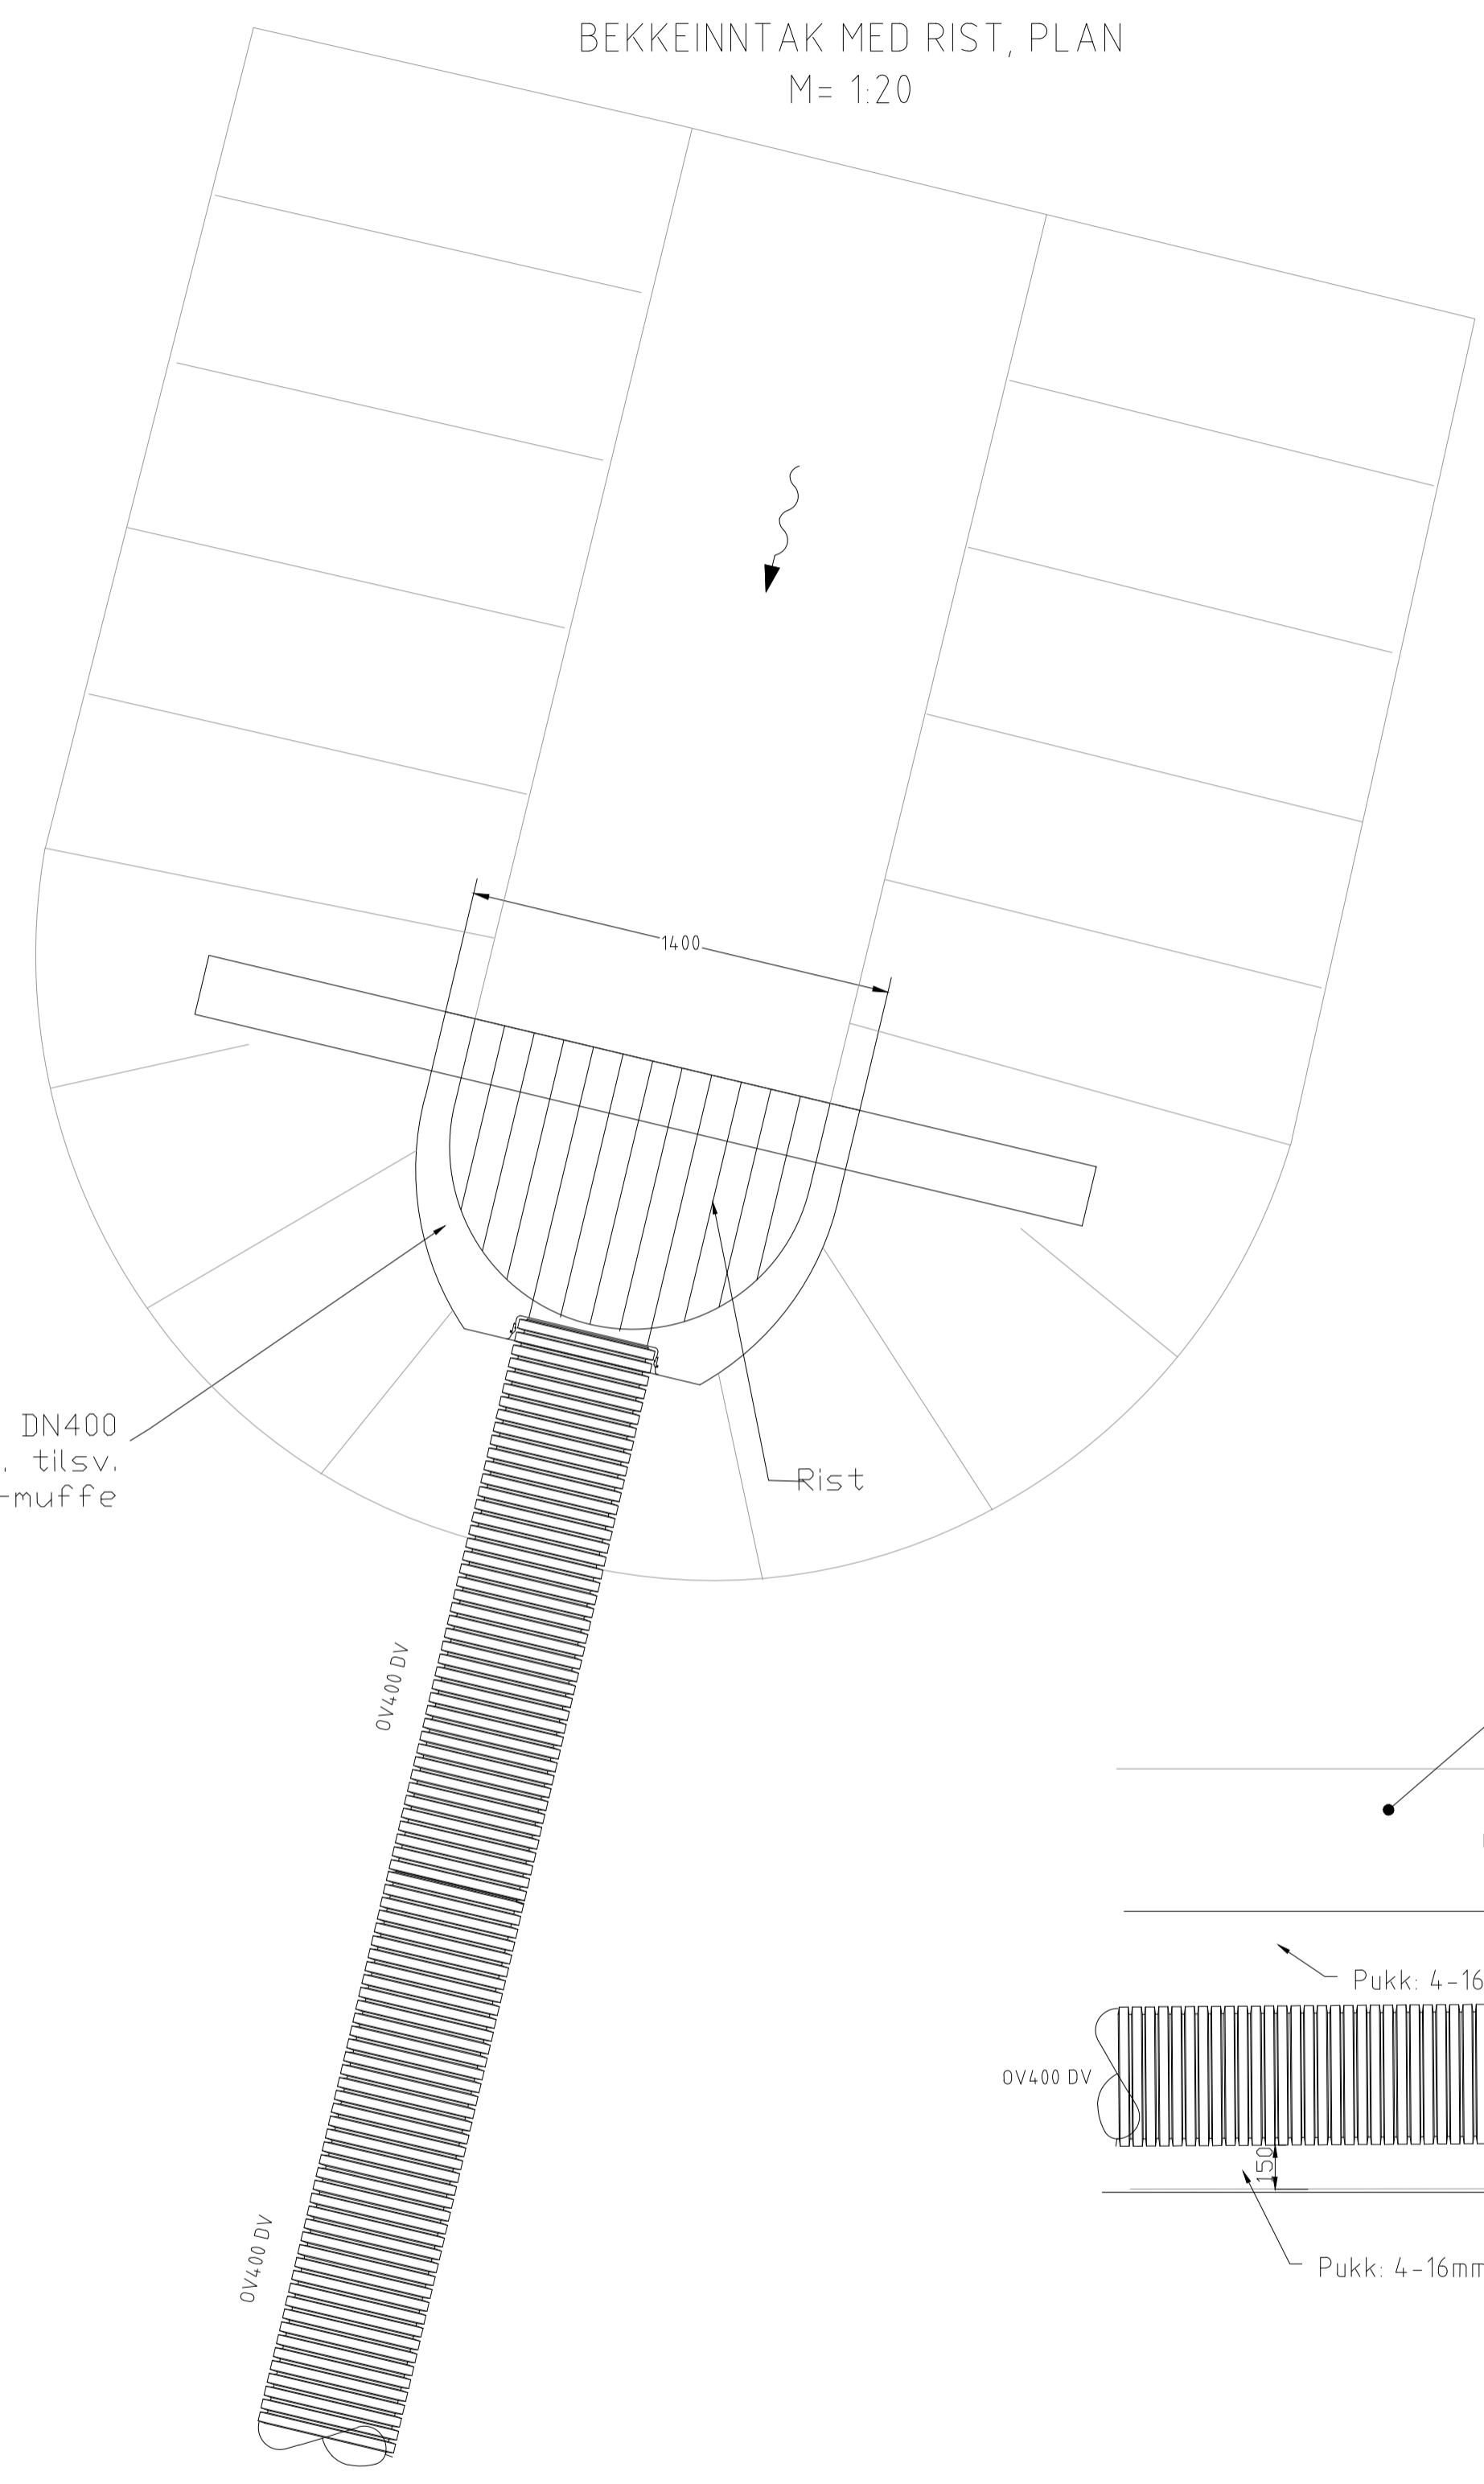 BEKKEINNTAK MED RIST, PLAN
M= 1:20
1400
DN400
. tilsv.
-muffe
Rist
OV400 DV
OV400 DV
Pukk: 4-16
OV400 DV
150
Pukk: 4-16mm